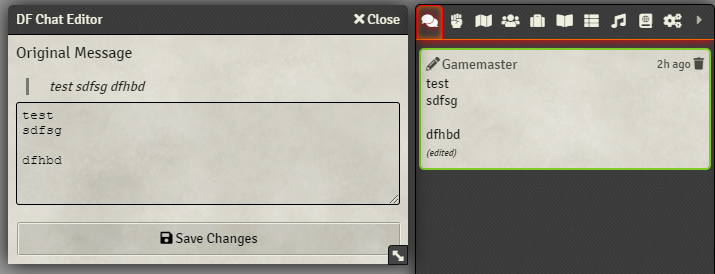 DF Chat Editor
Close
Original Message
test sdfsg dfhbd
test
sdfsg
dfhbd
Save Changes
Gamemaster
2h ago
test
sdfsg
dfhbd
(edited)